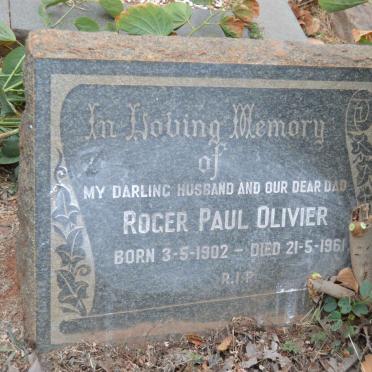 In Loving Memory
of
MY DARLING HUSBAND AND OUR DEAR DAD
ROGER PAUL OLIVIER
BORN 3-5-1902 - DIED 21-5-1961
R.I.P.